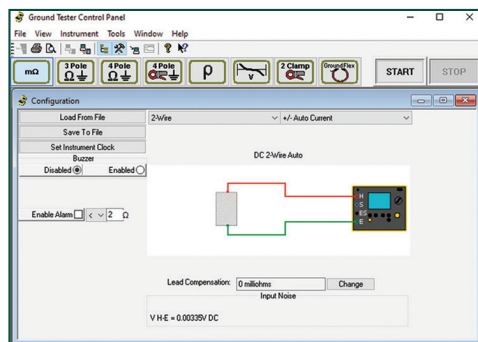 Ground Tester Control Panel
File View Instrument Tools Window Help
mΩ 3 Pole Ω 4 Pole Ω 4 Pole ρ V 2 Clamp GroundFlex START STOP
Configuration
Load From File 2-Wire +/- Auto Current
Save To File
Set Instrument Clock
Buzzer DC 2-Wire Auto
Disabled Enabled
H
Enable Alarm < 2 Ω S
ES
E
Lead Compensation: 0 milliohms Change
Input Noise
V H-E = 0.00335V DC